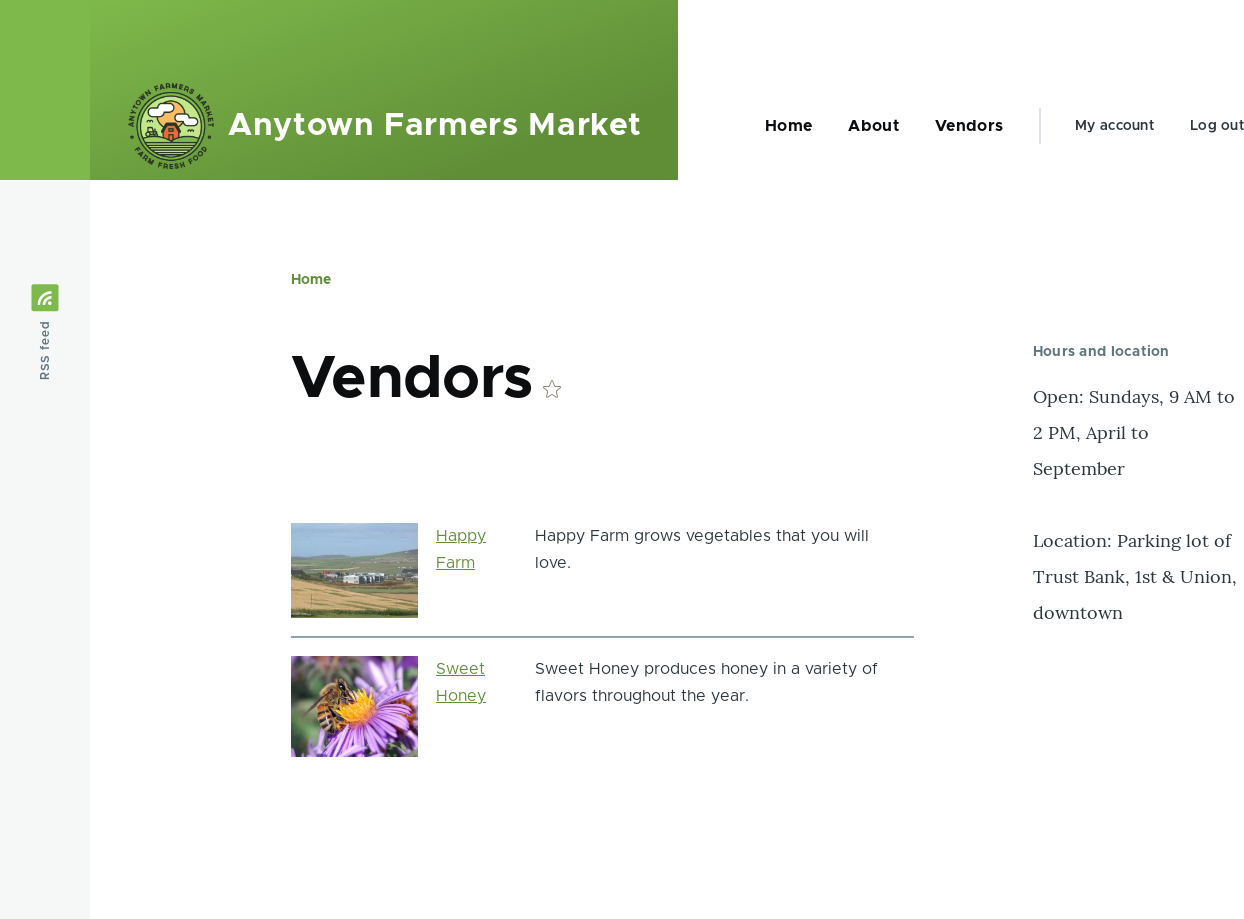 ANYTOWN FARMERS MARKET
FARM FRESH FOOD
Anytown Farmers Market
Home About Vendors My account Log out
RSS feed
Home
Vendors
Happy
Farm
Happy Farm grows vegetables that you will
love.
Sweet
Honey
Sweet Honey produces honey in a variety of
flavors throughout the year.
Hours and location
Open: Sundays, 9 AM to
2 PM, April to
September
Location: Parking lot of
Trust Bank, 1st & Union,
downtown